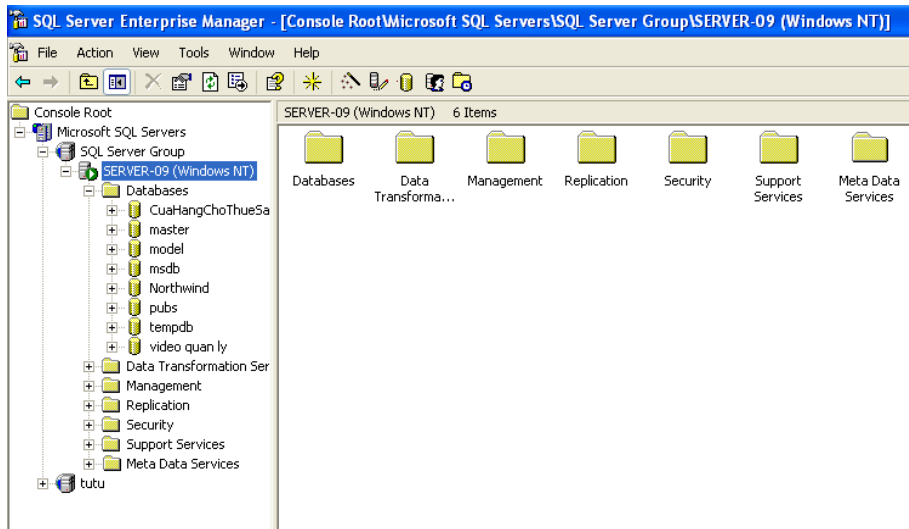 SQL Server Enterprise Manager - [Console Root\Microsoft SQL Servers\SQL Server Group\SERVER-09 (Windows NT)]
File Action View Tools Window Help
Console Root
Microsoft SQL Servers
SQL Server Group
SERVER-09 (Windows NT)
Databases
CuaHangChoThueSa
master
model
msdb
Northwind
pubs
tempdb
video quan ly
Data Transformation Ser
Management
Replication
Security
Support Services
Meta Data Services
tutu
SERVER-09 (Windows NT) 6 Items
Databases
Data
Transforma...
Management
Replication
Security
Support
Services
Meta Data
Services